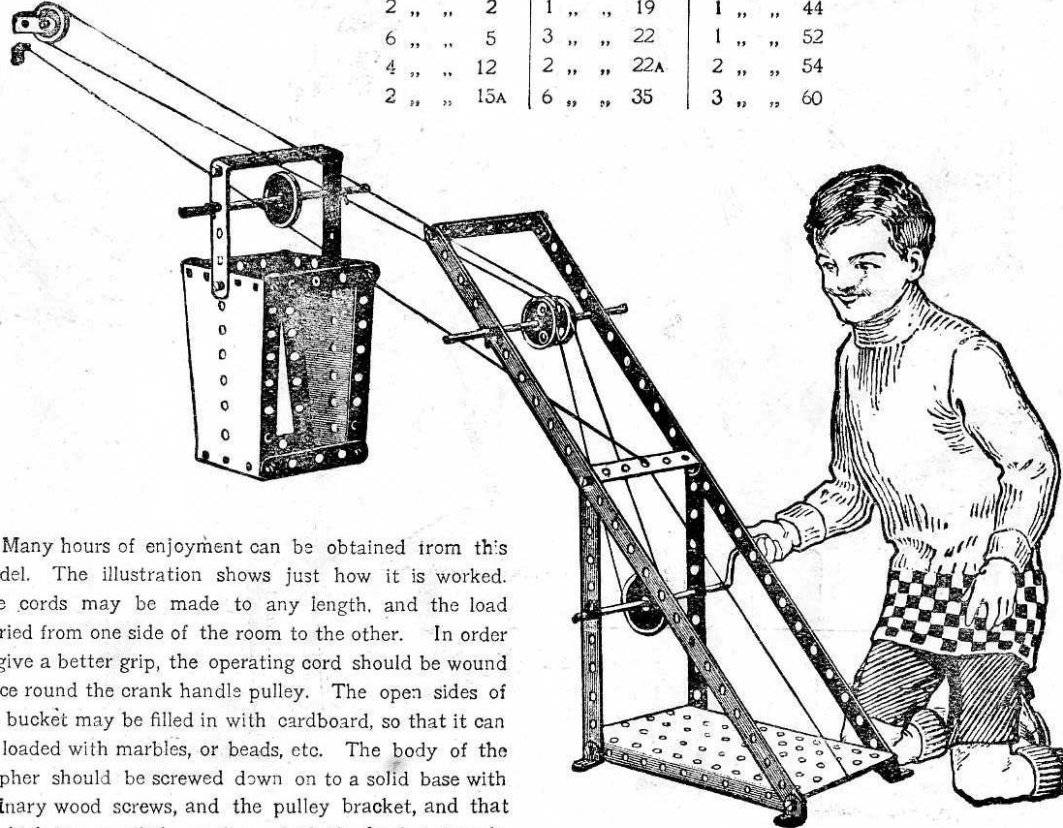 2 „ „ 2 1 „ „ 19 1 „ „ 44
6 „ „ 5 3 „ „ 22 1 „ „ 52
4 „ „ 12 2 „ „ 22A 2 „ „ 54
2 „ „ 15A 6 „ „ 35 3 „ „ 60
Many hours of enjoyment can be obtained from this
del. The illustration shows just how it is worked.
e cords may be made to any length, and the load
ried from one side of the room to the other. In order
give a better grip, the operating cord should be wound
ce round the crank handle pulley. The open sides of
bucket may be filled in with cardboard, so that it can
loaded with marbles, or beads, etc. The body of the
pher should be screwed down on to a solid base with
inary wood screws, and the pulley bracket, and that